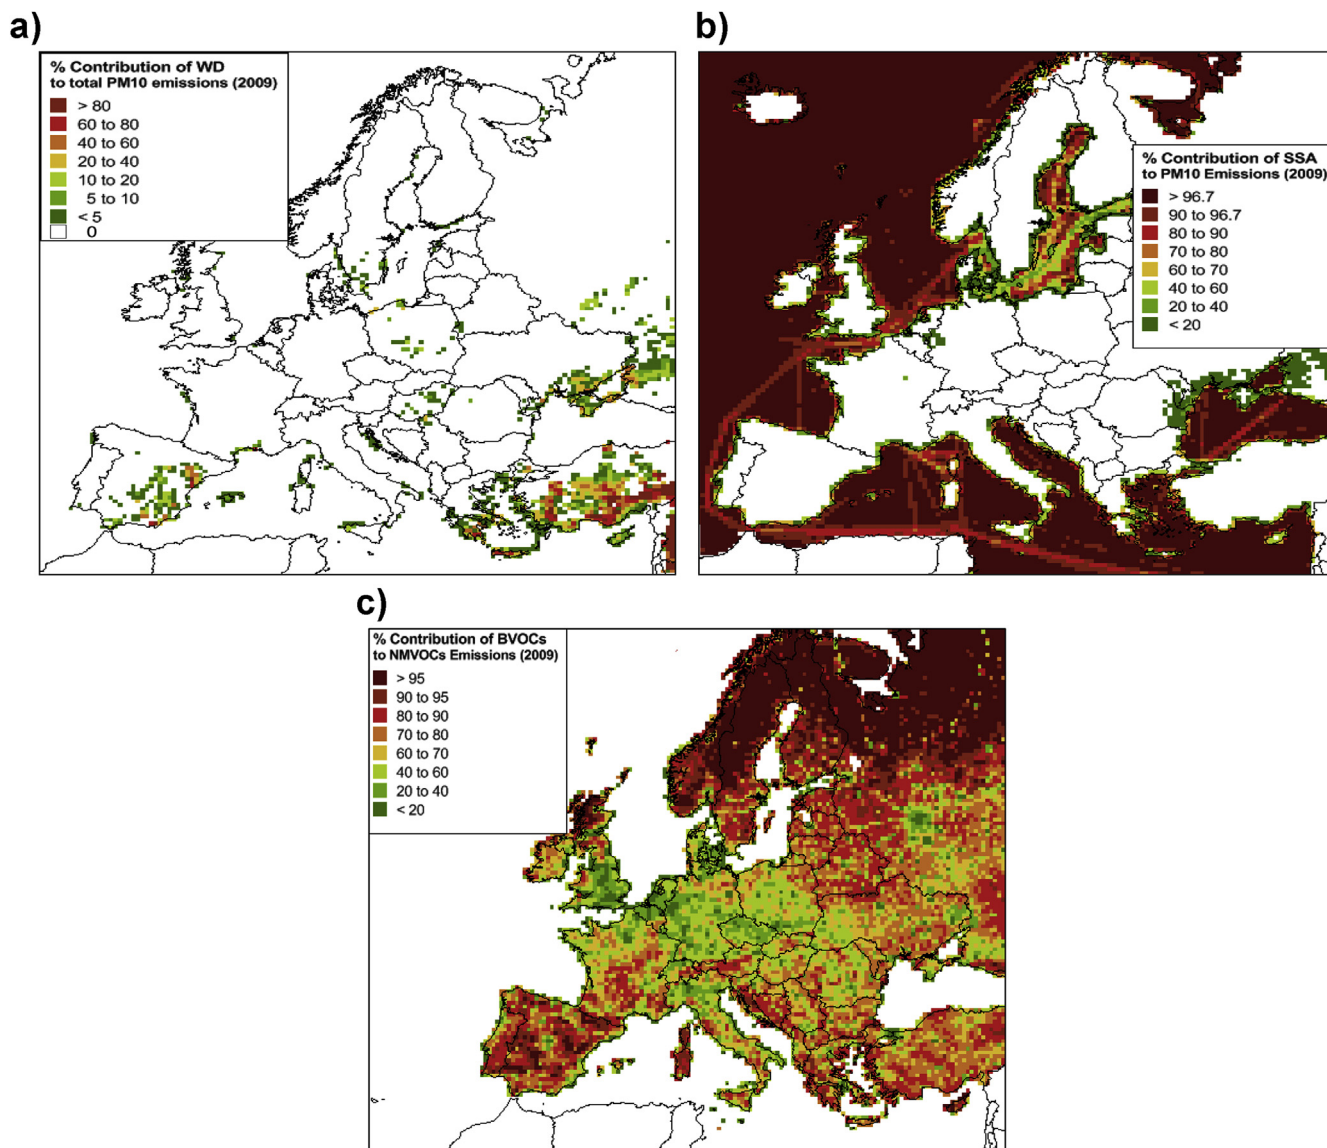 a)
% Contribution of WD
to total PM10 emissions (2009)
> 80
60 to 80
40 to 60
20 to 40
10 to 20
5 to 10
< 5
0
b)
% Contribution of SSA
to PM10 Emissions (2009)
> 96.7
90 to 96.7
80 to 90
70 to 80
60 to 70
40 to 60
20 to 40
< 20
c)
% Contribution of BVOCs
to NMVOCs Emissions (2009)
> 95
90 to 95
80 to 90
70 to 80
60 to 70
40 to 60
20 to 40
< 20